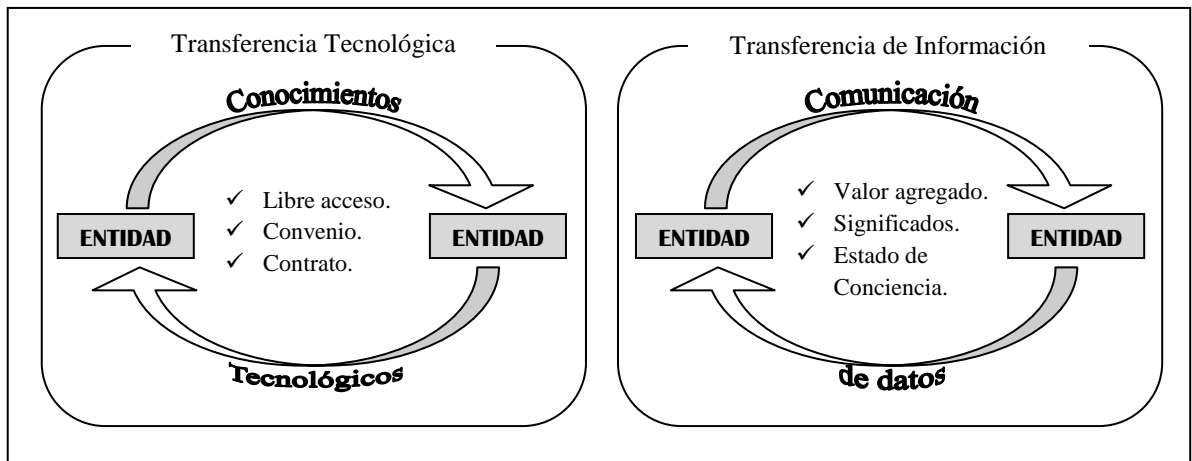 Transferencia Tecnológica
Conocimientos
✓ Libre acceso.
✓ Convenio.
✓ Contrato.
ENTIDAD
ENTIDAD
Tecnológicos
Transferencia de Información
Comunicación
✓ Valor agregado.
✓ Significados.
✓ Estado de
Conciencia.
ENTIDAD
ENTIDAD
de datos